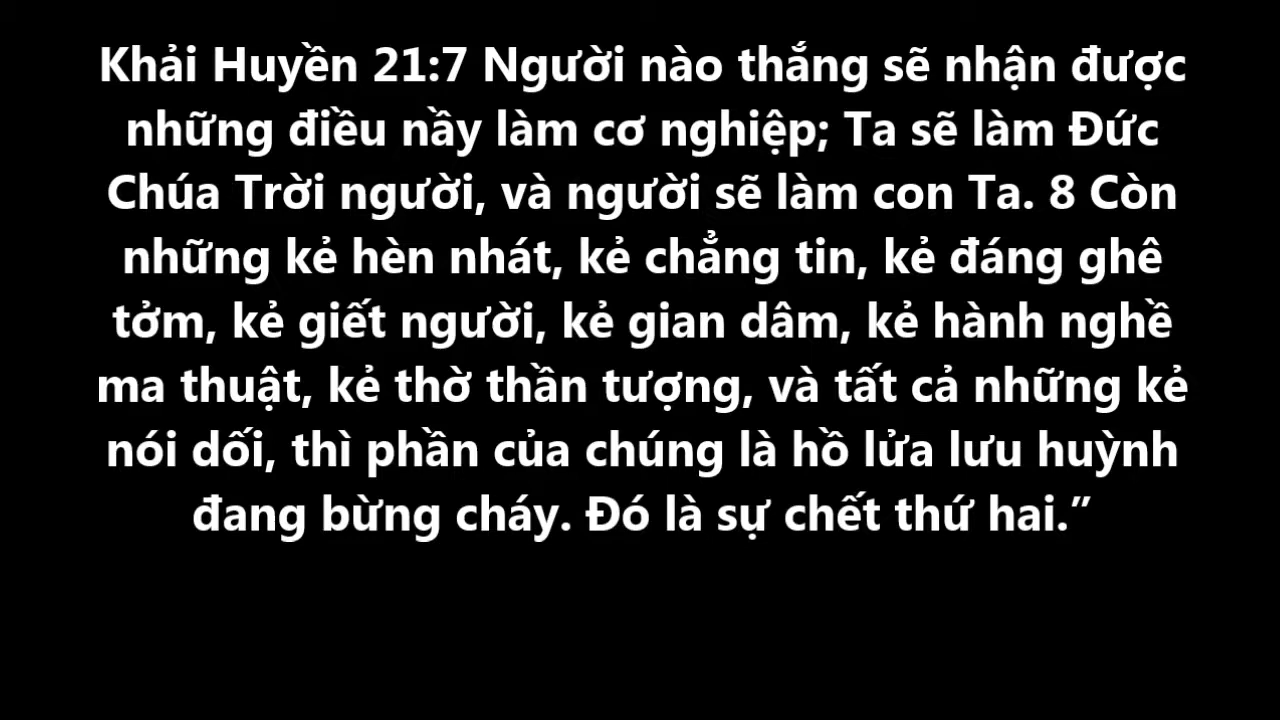 Khải Huyền 21:7 Người nào thắng sẽ nhận được
những điều nầy làm cơ nghiệp; Ta sẽ làm Đức
Chúa Trời người, và người sẽ làm con Ta. 8 Còn
những kẻ hèn nhát, kẻ chẳng tin, kẻ đáng ghê
tởm, kẻ giết người, kẻ gian dâm, kẻ hành nghề
ma thuật, kẻ thờ thần tượng, và tất cả những kẻ
nói dối, thì phần của chúng là hồ lửa lưu huỳnh
đang bừng cháy. Đó là sự chết thứ hai.”